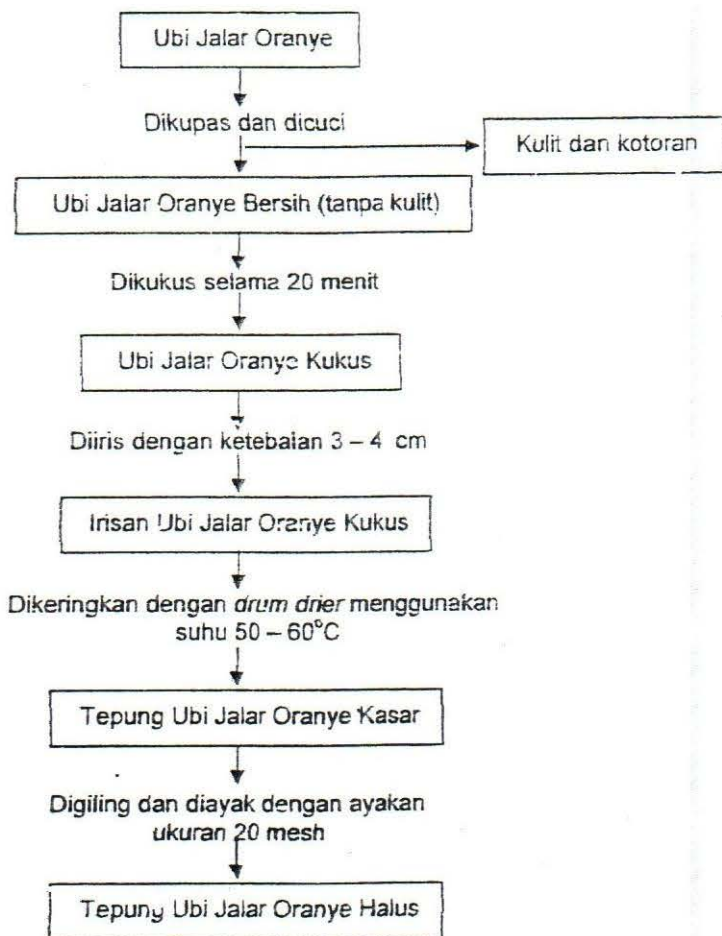 Ubi Jalar Oranye
Dikupas dan dicuci
Kulit dan kotoran
Ubi Jalar Oranye Bersih (tanpa kulit)
Dikukus selama 20 menit
Ubi Jalar Oranye Kukus
Diiris dengan ketebalan 3 – 4 cm
Irisan Ubi Jalar Oranye Kukus
Dikeringkan dengan drum drier menggunakan
suhu 50 – 60°C
Tepung Ubi Jalar Oranye Kasar
Digiling dan diayak dengan ayakan
ukuran 20 mesh
Tepung Ubi Jalar Oranye Halus